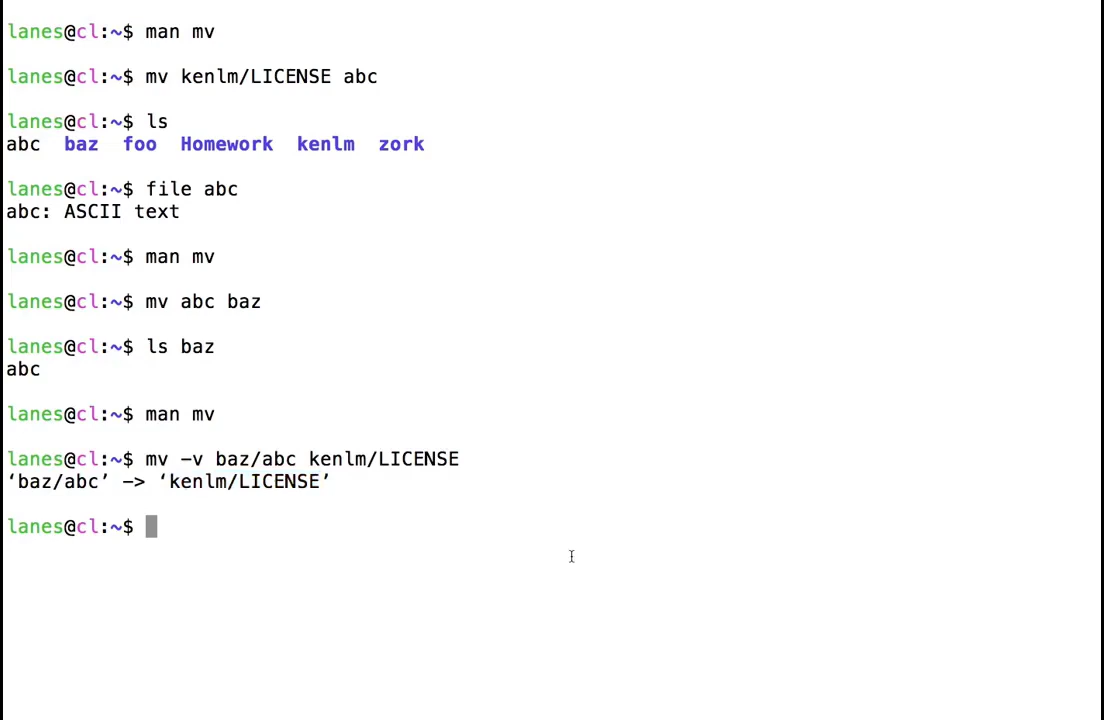 lanes@cl:~$ man mv
lanes@cl:~$ mv kenlm/LICENSE abc
lanes@cl:~$ ls
abc  baz  foo  Homework  kenlm  zork
lanes@cl:~$ file abc
abc: ASCII text
lanes@cl:~$ man mv
lanes@cl:~$ mv abc baz
lanes@cl:~$ ls baz
abc
lanes@cl:~$ man mv
lanes@cl:~$ mv -v baz/abc kenlm/LICENSE
‘baz/abc’ -> ‘kenlm/LICENSE’
lanes@cl:~$